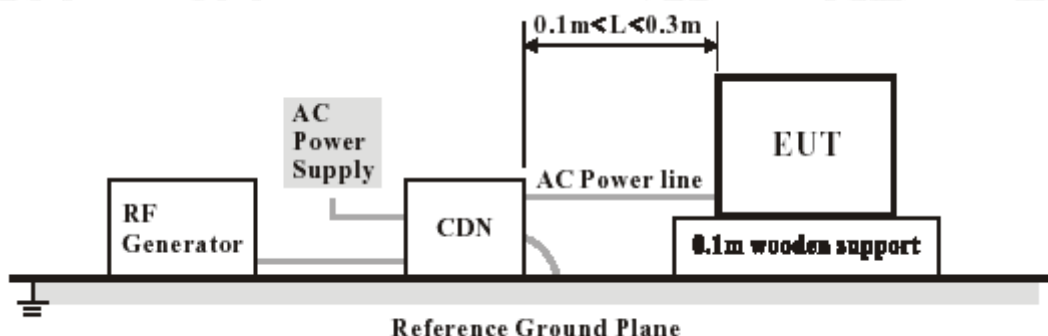 0.1m<L<0.3m
AC
Power
Supply
EUT
AC Power line
RF
Generator
CDN
0.1m wooden support
Reference Ground Plane